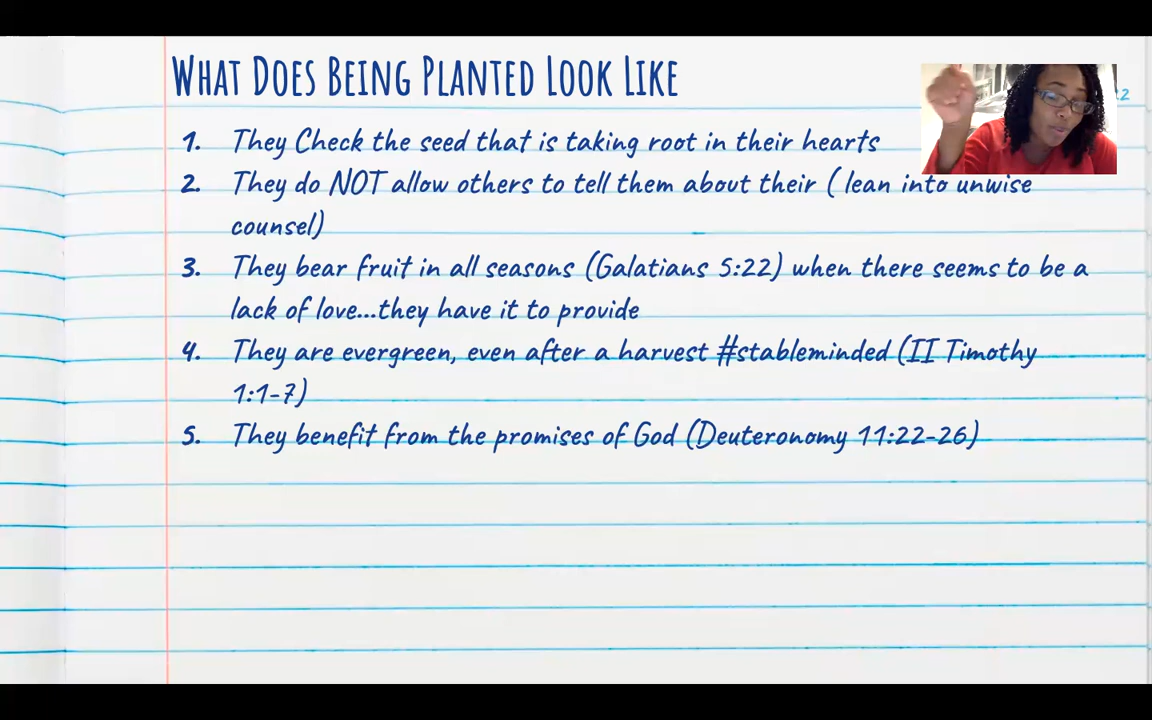 WHAT DOES BEING PLANTED LOOK LIKE
1. They Check the seed that is taking root in their hearts
2. They do NOT allow others to tell them about their ( lean into unwise
counsel)
3. They bear fruit in all seasons (Galatians 5:22) when there seems to be a
lack of love...they have it to provide
4. They are evergreen, even after a harvest #stableminded (II Timothy
1:1-7)
5. They benefit from the promises of God (Deuteronomy 11:22-26)